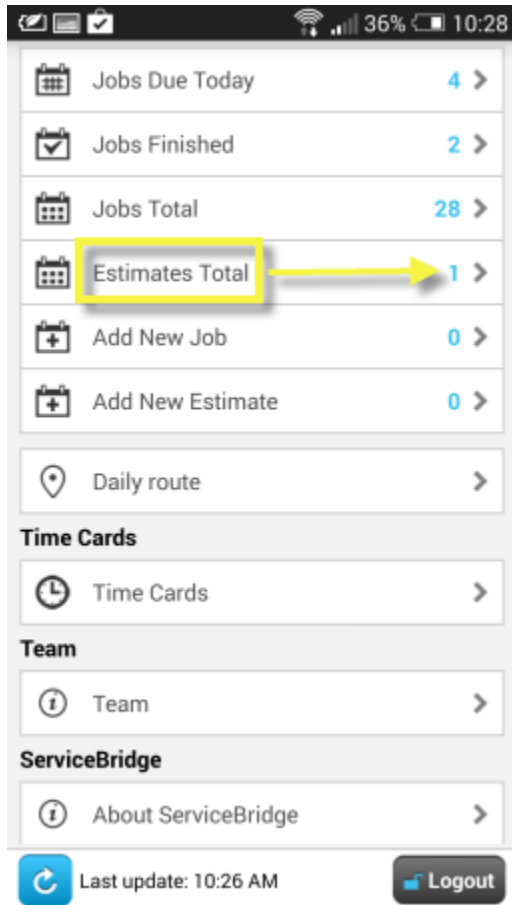 36% 10:28
Jobs Due Today 4
Jobs Finished 2
Jobs Total 28
Estimates Total 1
Add New Job 0
Add New Estimate 0
Daily route
Time Cards
Time Cards
Team
Team
ServiceBridge
About ServiceBridge
Last update: 10:26 AM Logout